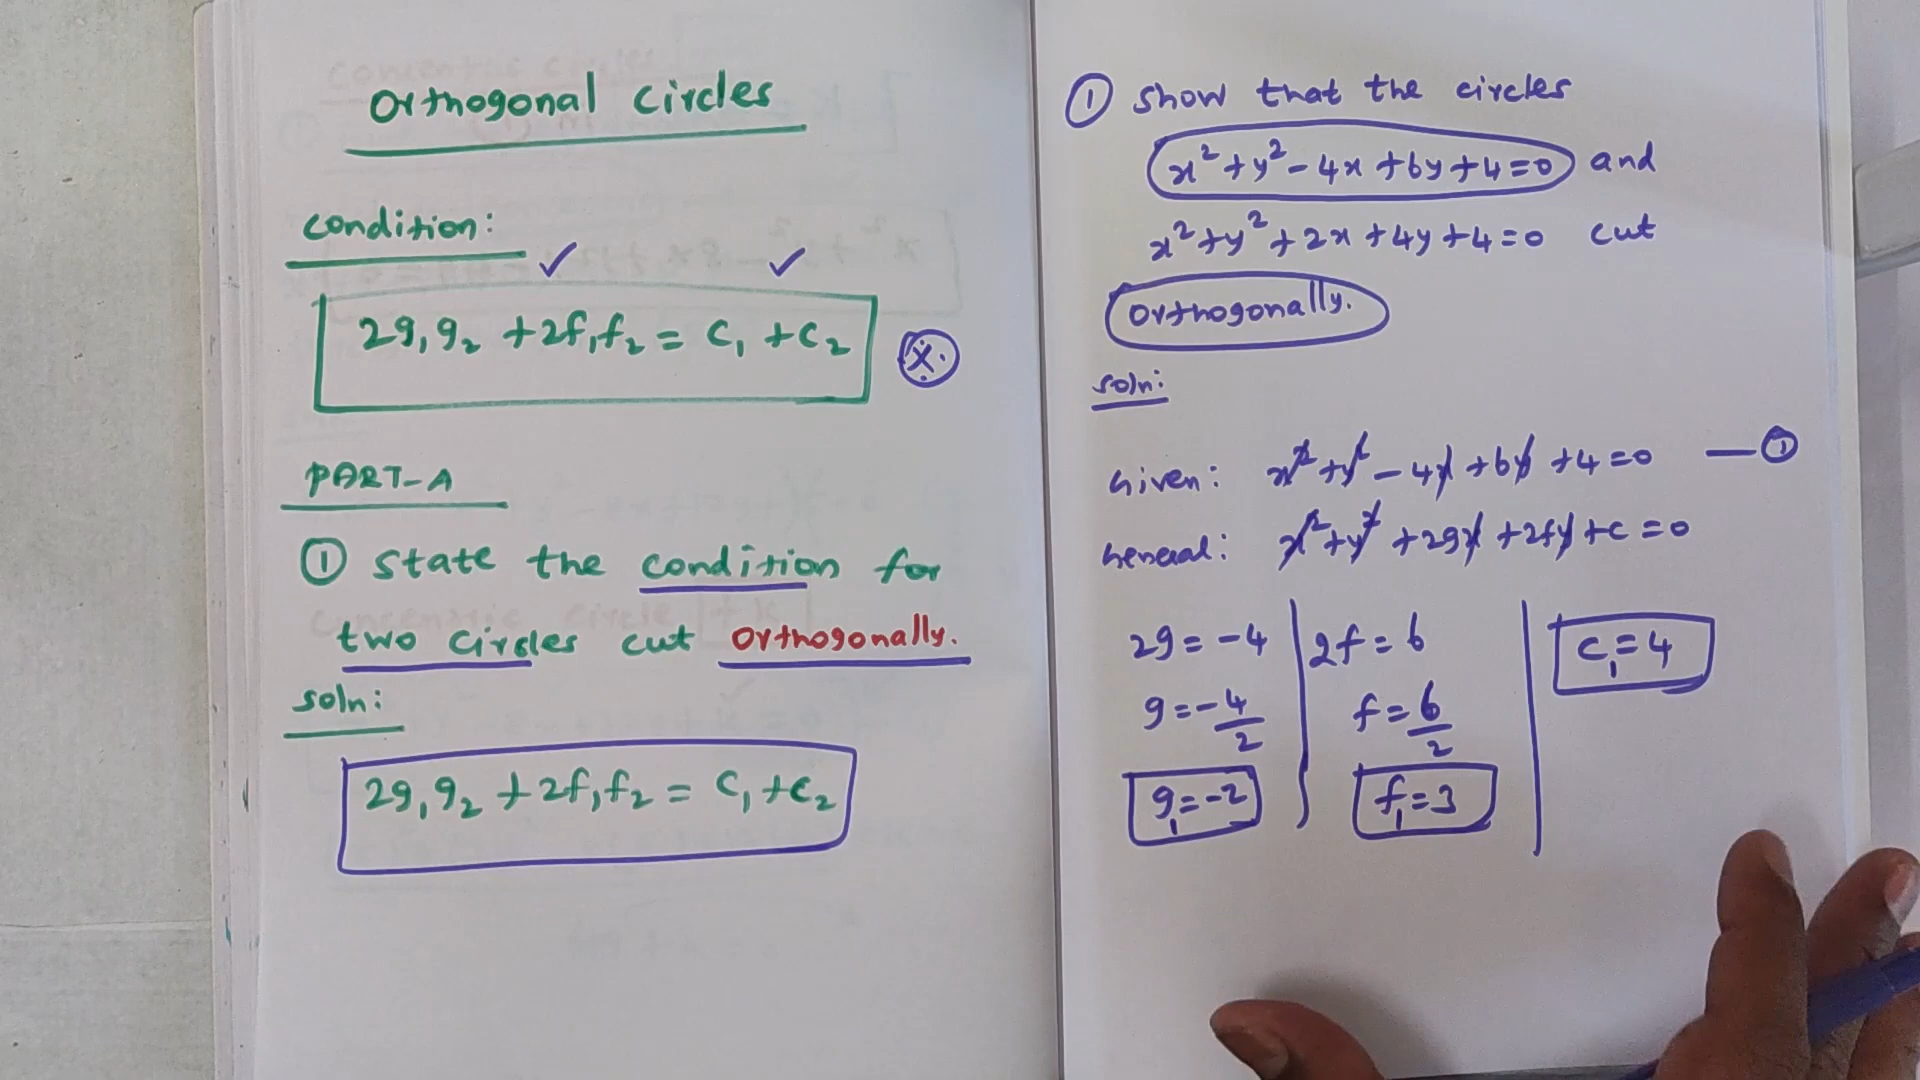 Orthogonal Circles
Condition:
2g₁g₂ + 2f₁f₂ = C₁ + C₂
PART-A
① State the condition for
two circles cut orthogonally.
Soln:
2g₁g₂ + 2f₁f₂ = C₁ + C₂
① Show that the circles
x² + y² - 4x + 6y + 4 = 0 and
x² + y² + 2x + 4y + 4 = 0 cut
Orthogonally.
Soln:
Given: x² + y² - 4x + 6y + 4 = 0 — ①
General: x² + y² + 2gx + 2fy + c = 0
2g = -4 2f = 6 C₁ = 4
g = -4/2 f = 6/2
g₁ = -2 f₁ = 3